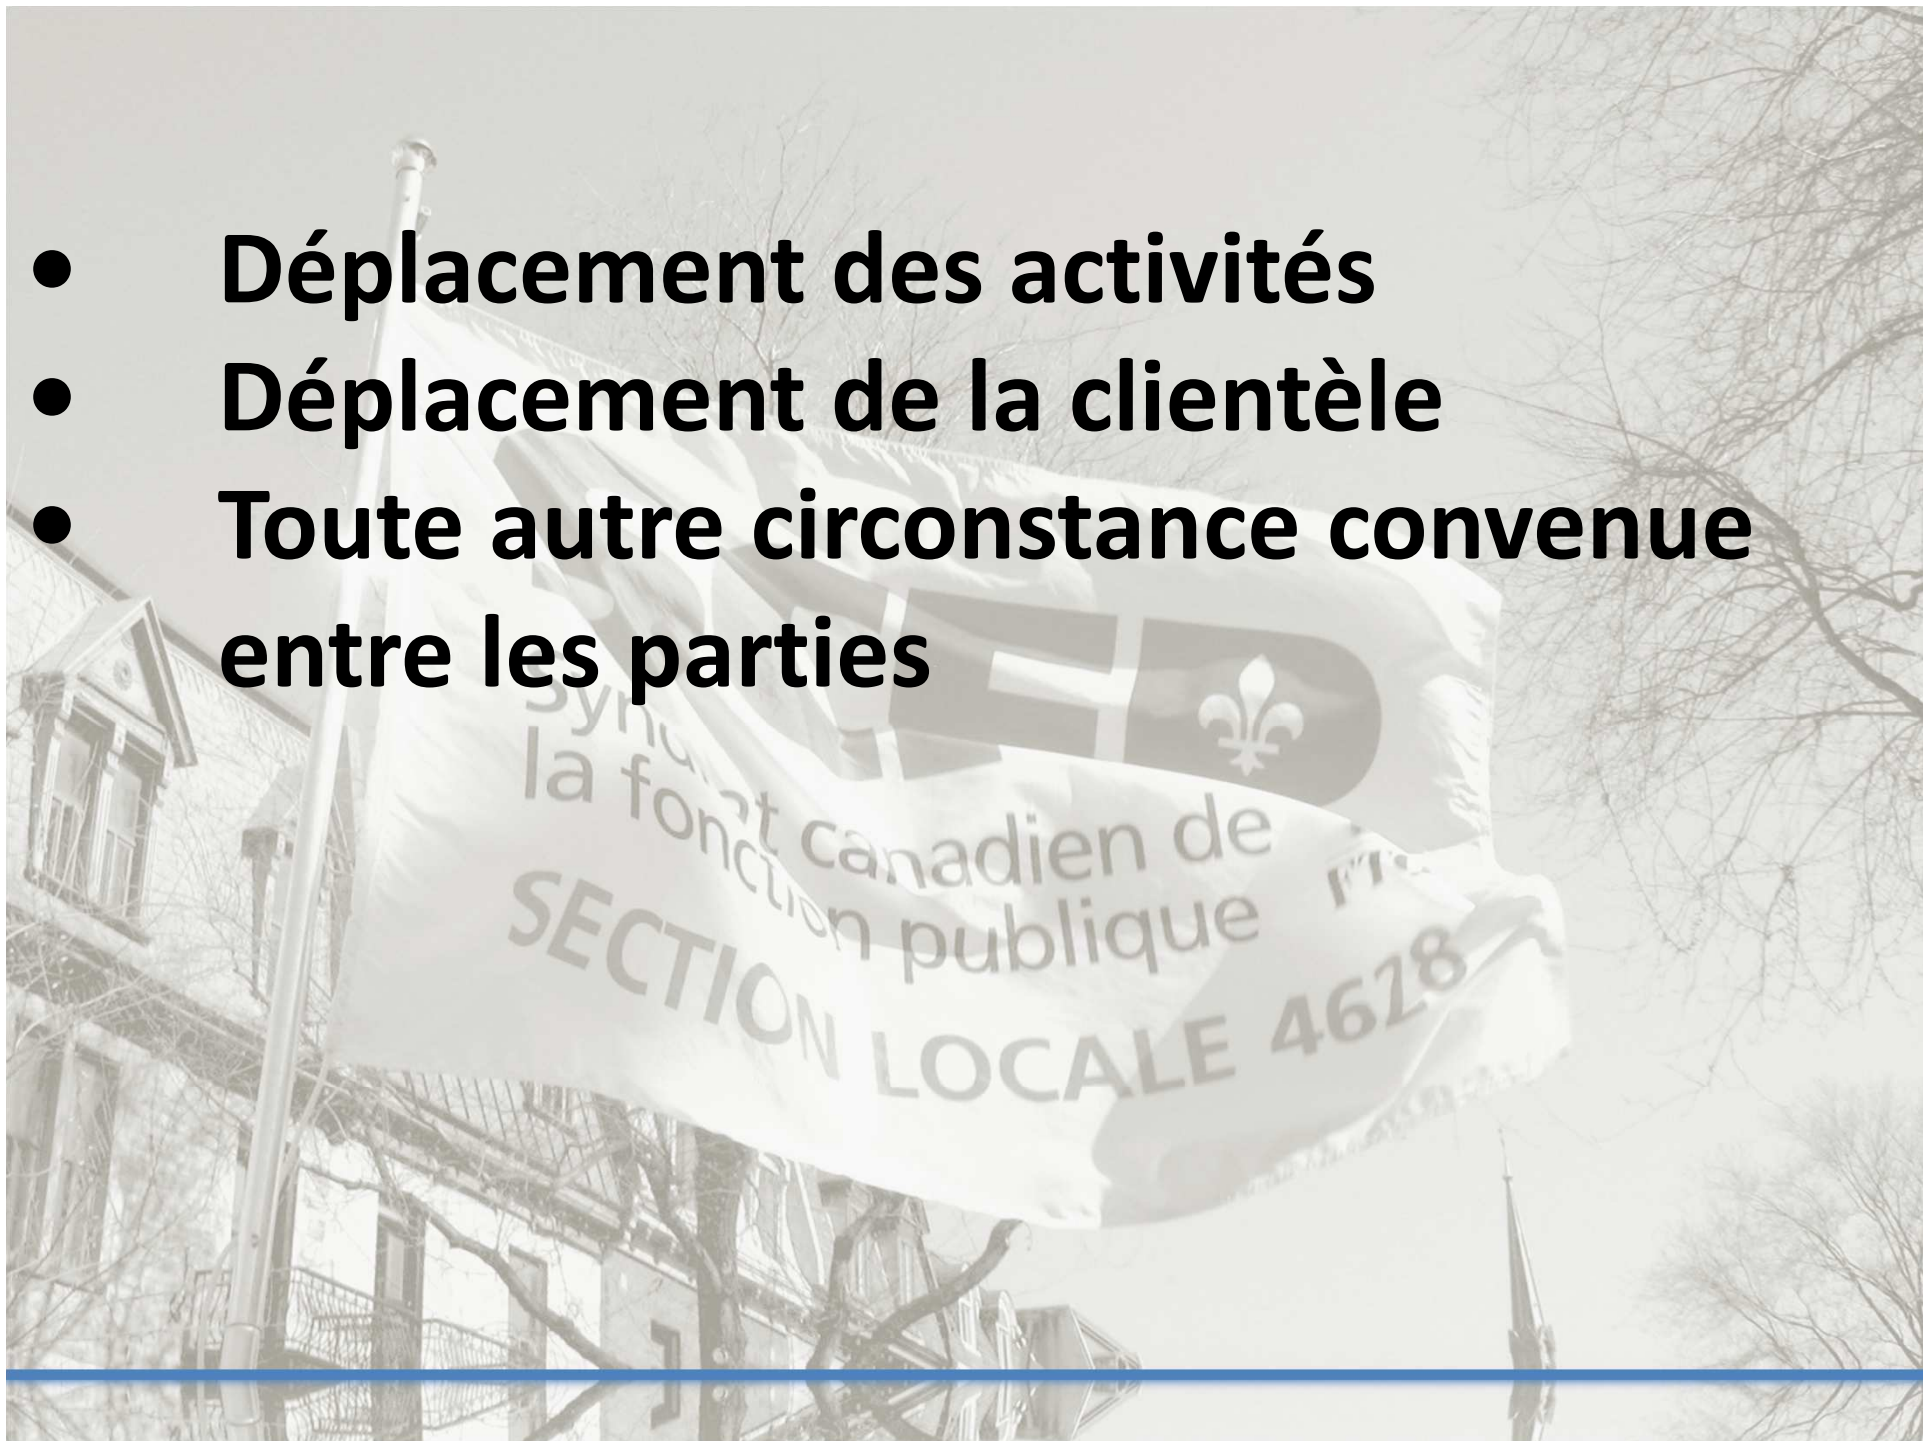 • Déplacement des activités
• Déplacement de la clientèle
• Toute autre circonstance convenue
entre les parties
canadien de
la fonction publique
SECTION LOCALE 4628